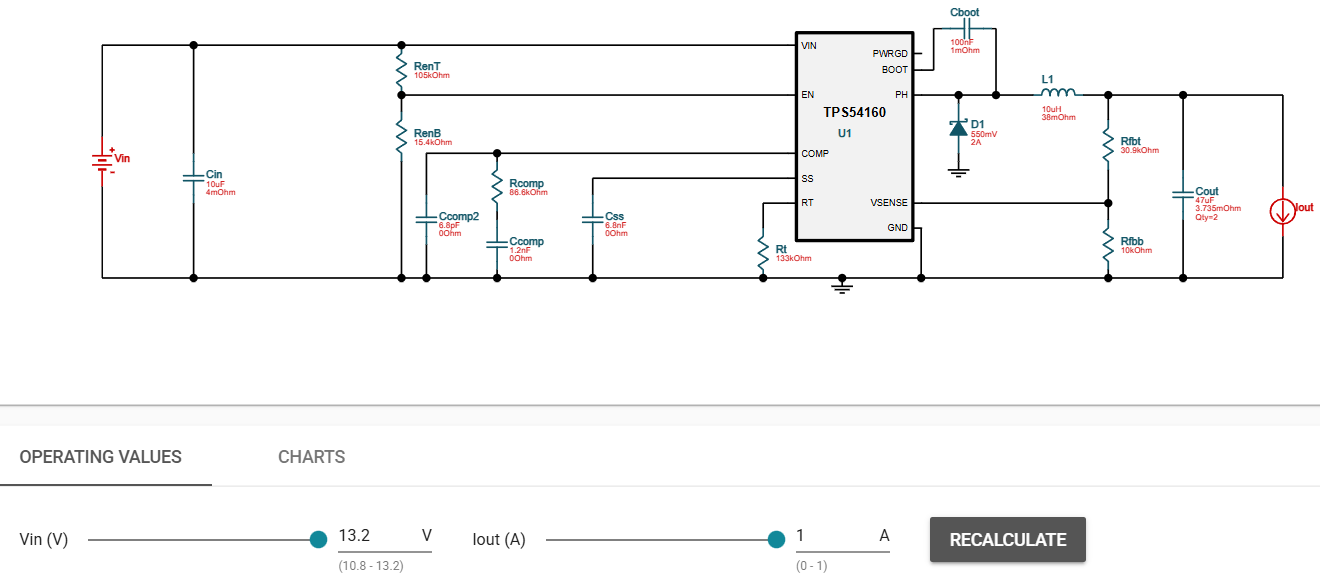 Cboot
100nF
1mOhm
VIN
PWRGD
BOOT
RenT
105kOhm
EN
PH
L1
10uH
38mOhm
TPS54160
U1
D1
550mV
2A
RenB
15.4kOhm
Rfbt
30.9kOhm
Vin
+
-
COMP
Cin
10uF
4mOhm
SS
Rcomp
86.6kOhm
Cout
47uF
3.735mOhm
Qty=2
RT
VSENSE
Iout
Ccomp2
6.8pF
0Ohm
Css
6.8nF
0Ohm
GND
Ccomp
1.2nF
0Ohm
Rt
133kOhm
Rfbb
10kOhm
OPERATING VALUES
CHARTS
Vin (V)
13.2 V
(10.8 - 13.2)
Iout (A)
1 A
(0 - 1)
RECALCULATE